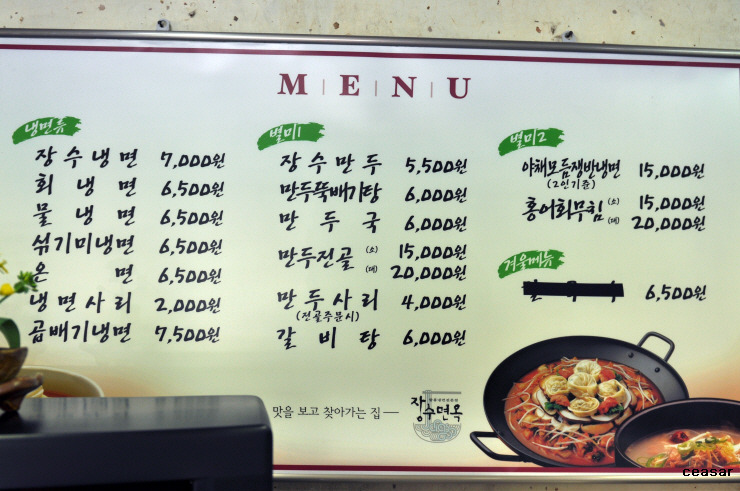 MENU
냉면류
장수냉면 7,000원
회냉면 6,500원
물냉면 6,500원
섞기미냉면 6,500원
온면 6,500원
냉면사리 2,000원
곱배기냉면 7,500원
별미1
장수만두 5,500원
만두뚝배기탕 6,000원
만두국 6,000원
만두전골 (소) 15,000원
(대) 20,000원
만두사리 4,000원
(전골주문시)
갈비탕 6,000원
별미2
야채모듬쟁반냉면 15,000원
(2인기준)
홍어회무침 (소) 15,000원
(대) 20,000원
겨울메뉴
6,500원
맛을 보고 찾아가는 집
장수면옥
ceasar